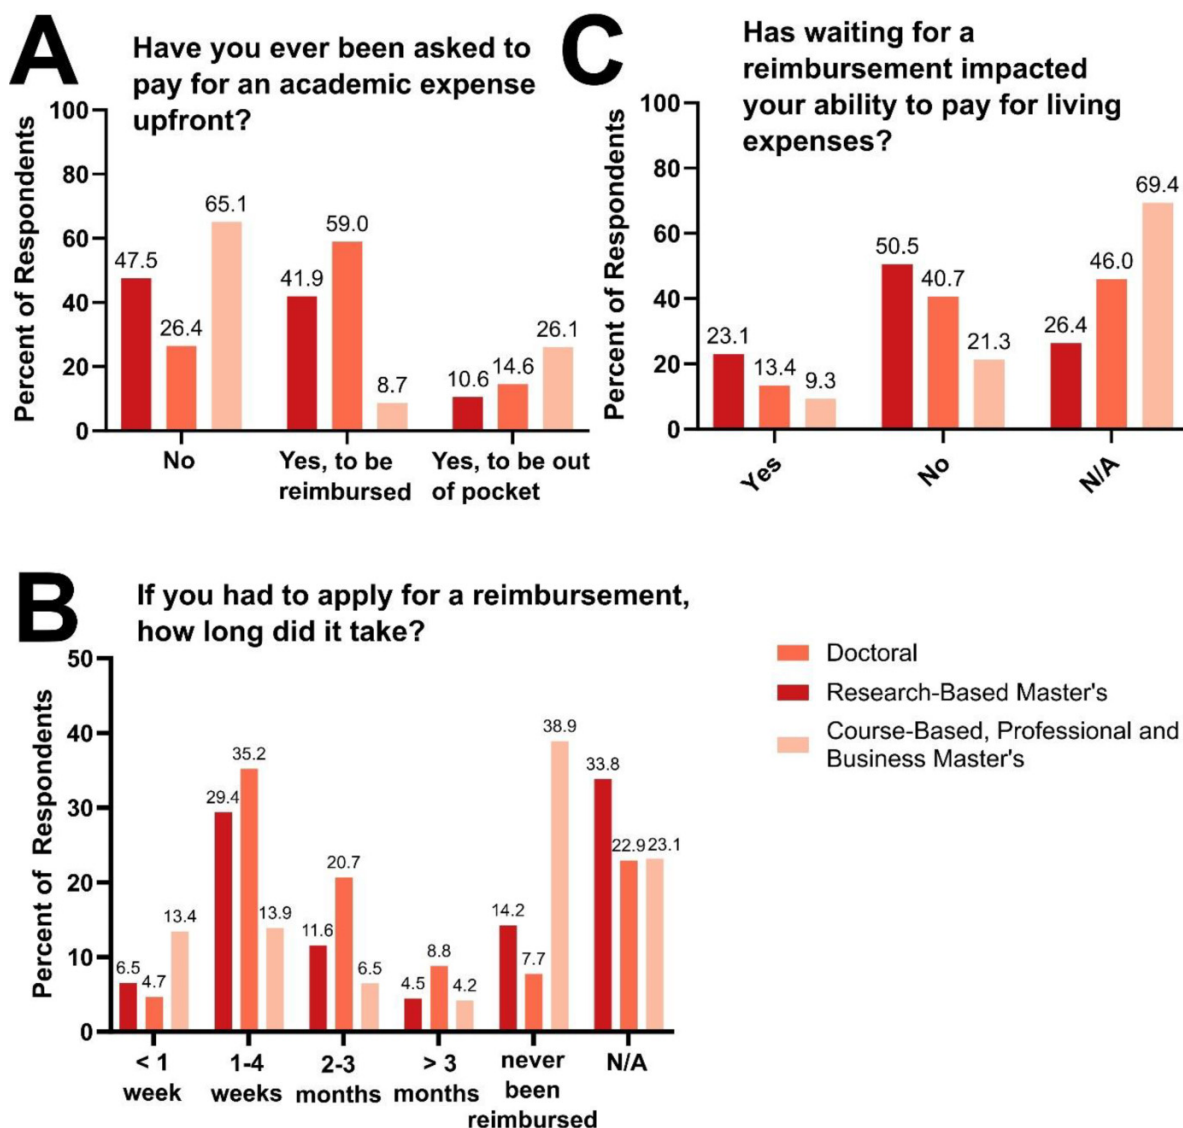 A
Have you ever been asked to
pay for an academic expense
upfront?
Percent of Respondents
100
80
60
40
20
0
47.5
26.4
65.1
41.9
59.0
8.7
10.6
14.6
26.1
No
Yes, to be
reimbursed
Yes, to be out
of pocket
C
Has waiting for a
reimbursement impacted
your ability to pay for living
expenses?
Percent of Respondents
100
80
60
40
20
0
23.1
13.4
9.3
50.5
40.7
21.3
26.4
46.0
69.4
Yes
No
N/A
B
If you had to apply for a reimbursement,
how long did it take?
Percent of Respondents
50
40
30
20
10
0
6.5
4.7
13.4
29.4
35.2
13.9
11.6
20.7
6.5
4.5
8.8
4.2
14.2
7.7
38.9
33.8
22.9
23.1
< 1
week
1-4
weeks
2-3
months
> 3
months
never
been
reimbursed
N/A
Doctoral
Research-Based Master's
Course-Based, Professional and
Business Master's